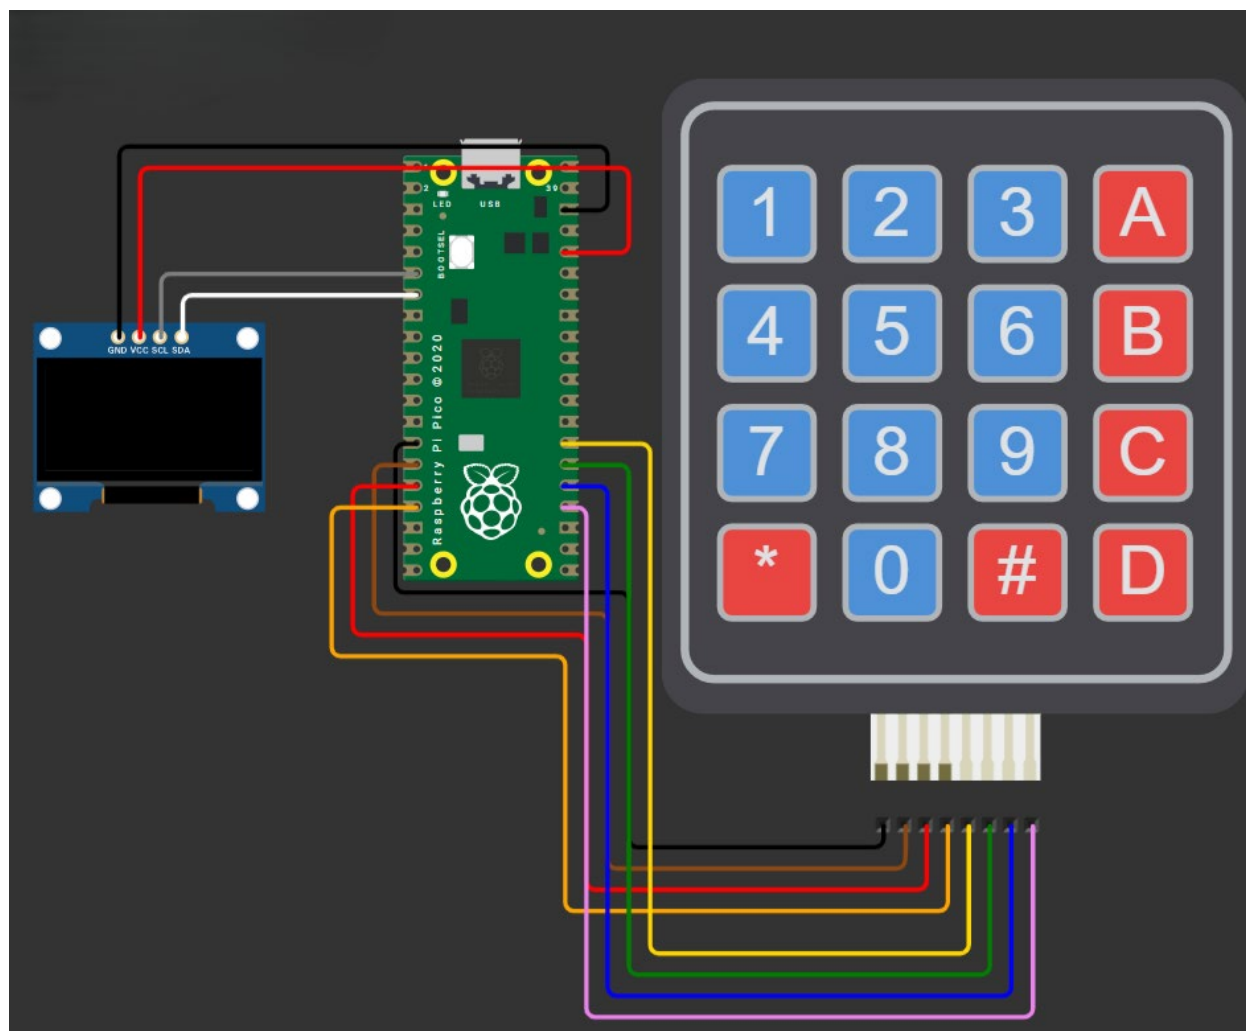 1
2
39
LED
USB
BOOTSEL
Raspberry Pi Pico © 2020
GND VCC SCL SDA
1 2 3 A
4 5 6 B
7 8 9 C
* 0 # D